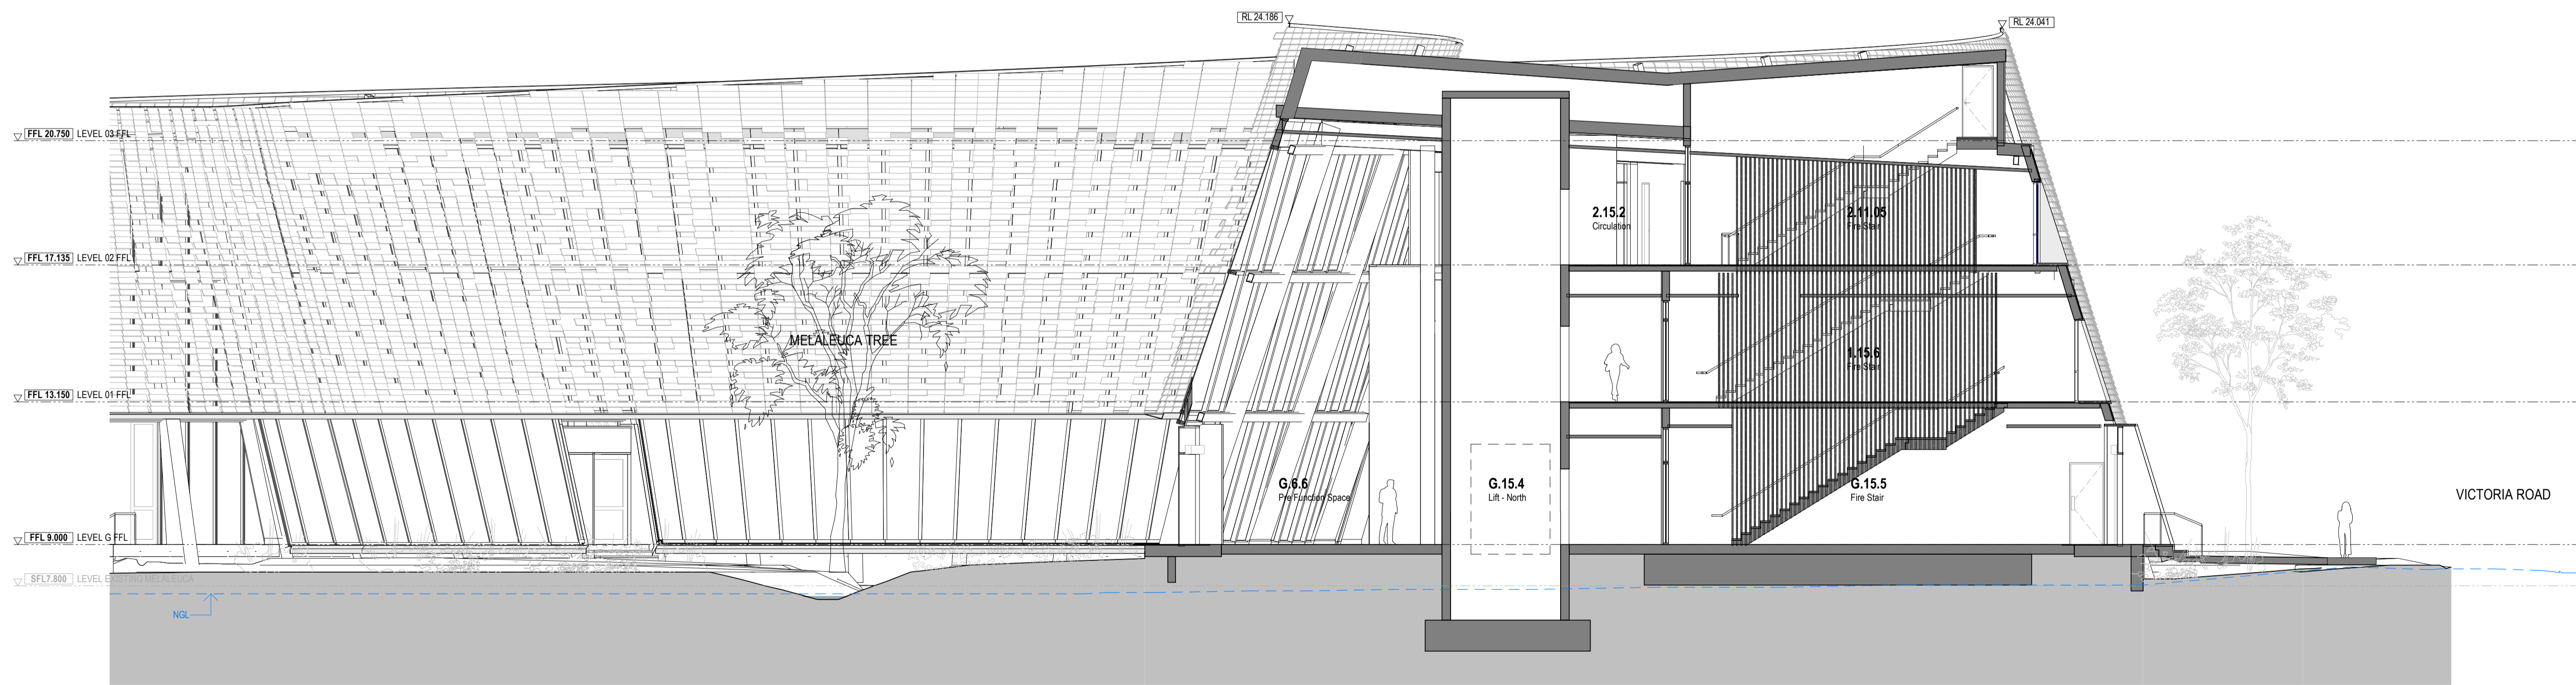 RL 24.186
RL 24.041
FFL 20.750 LEVEL 03 FFL
2.15.2
Circulation
2.11.05
Fire Stair
FFL 17.135 LEVEL 02 FFL
MELALEUCA TREE
1.15.6
Fire Stair
FFL 13.150 LEVEL 01 FFL
G.6.6
Pre Function Space
G.15.4
Lift - North
G.15.5
Fire Stair
VICTORIA ROAD
FFL 9.000 LEVEL G FFL
SFL7.800 LEVEL EXISTING MELALEUCA
NGL